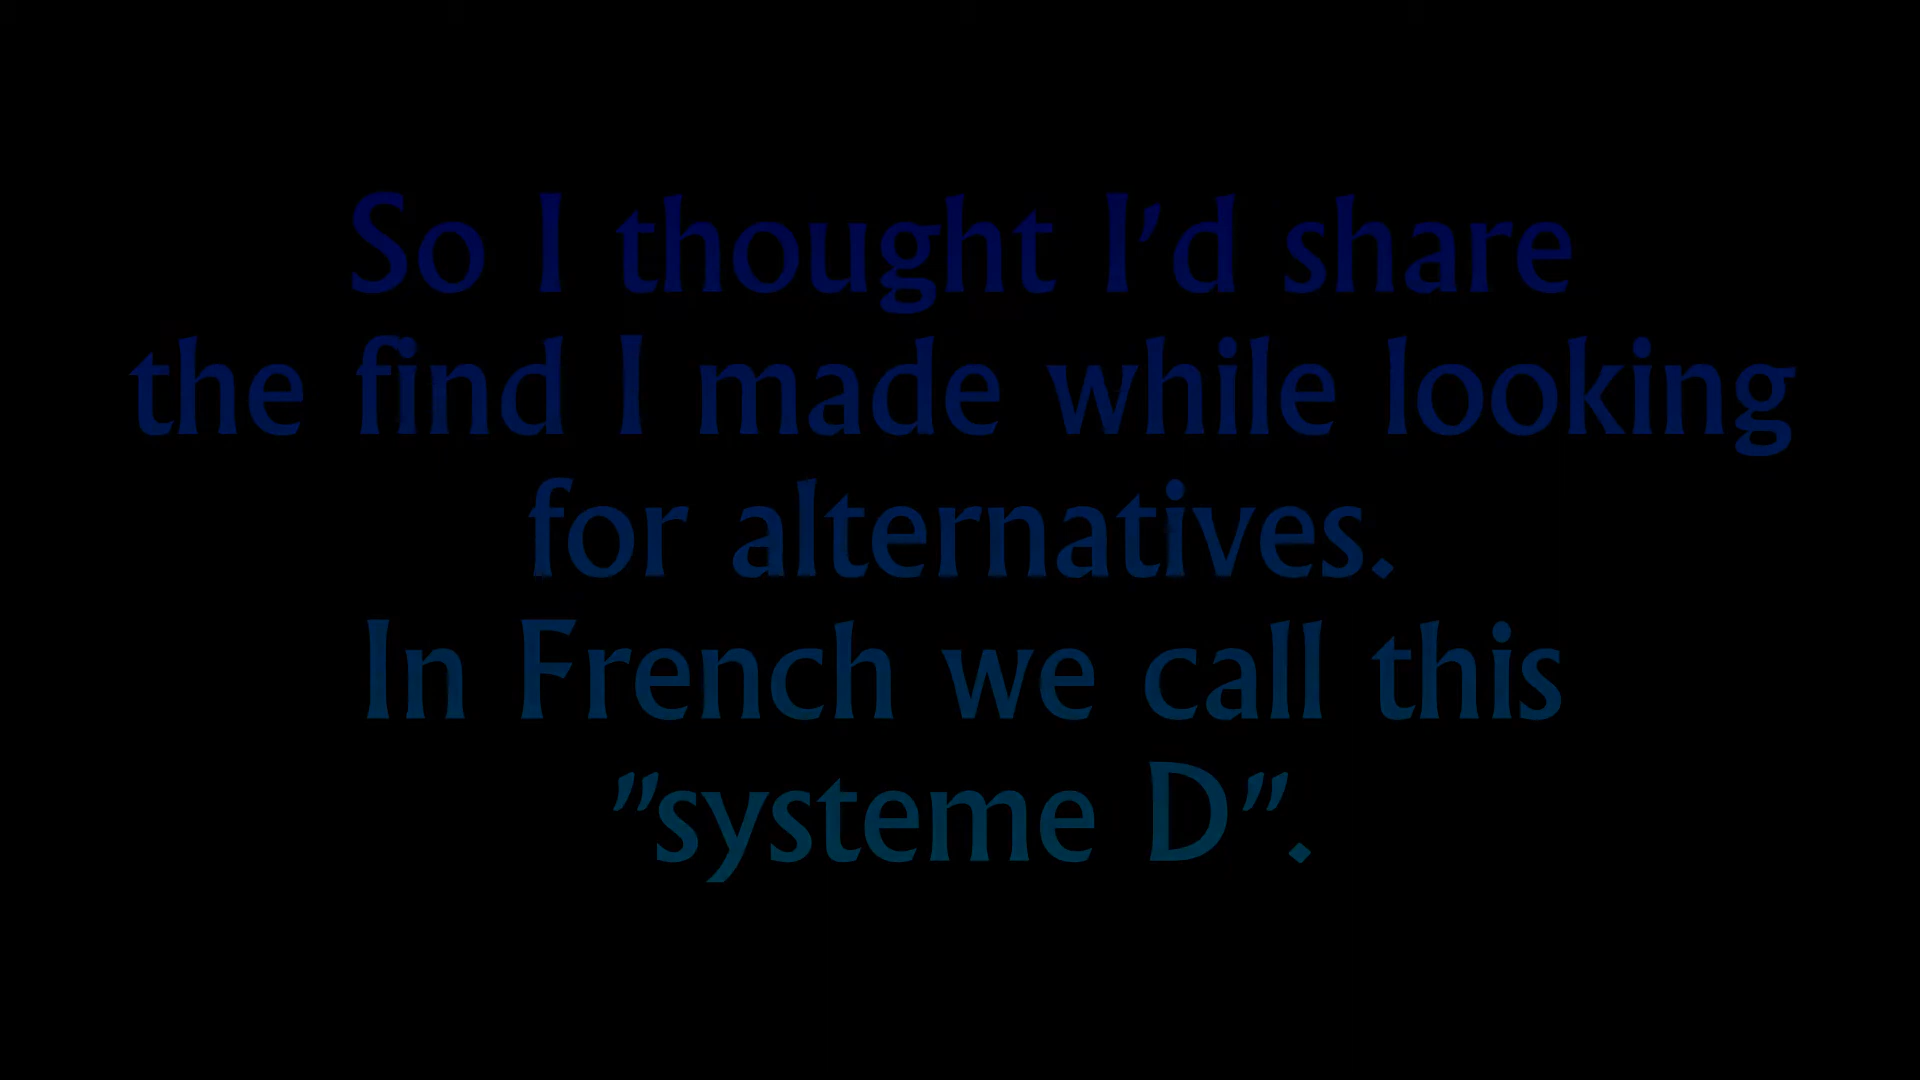 So I thought I'd share
the find I made while looking
for alternatives.
In French we call this
"systeme D".